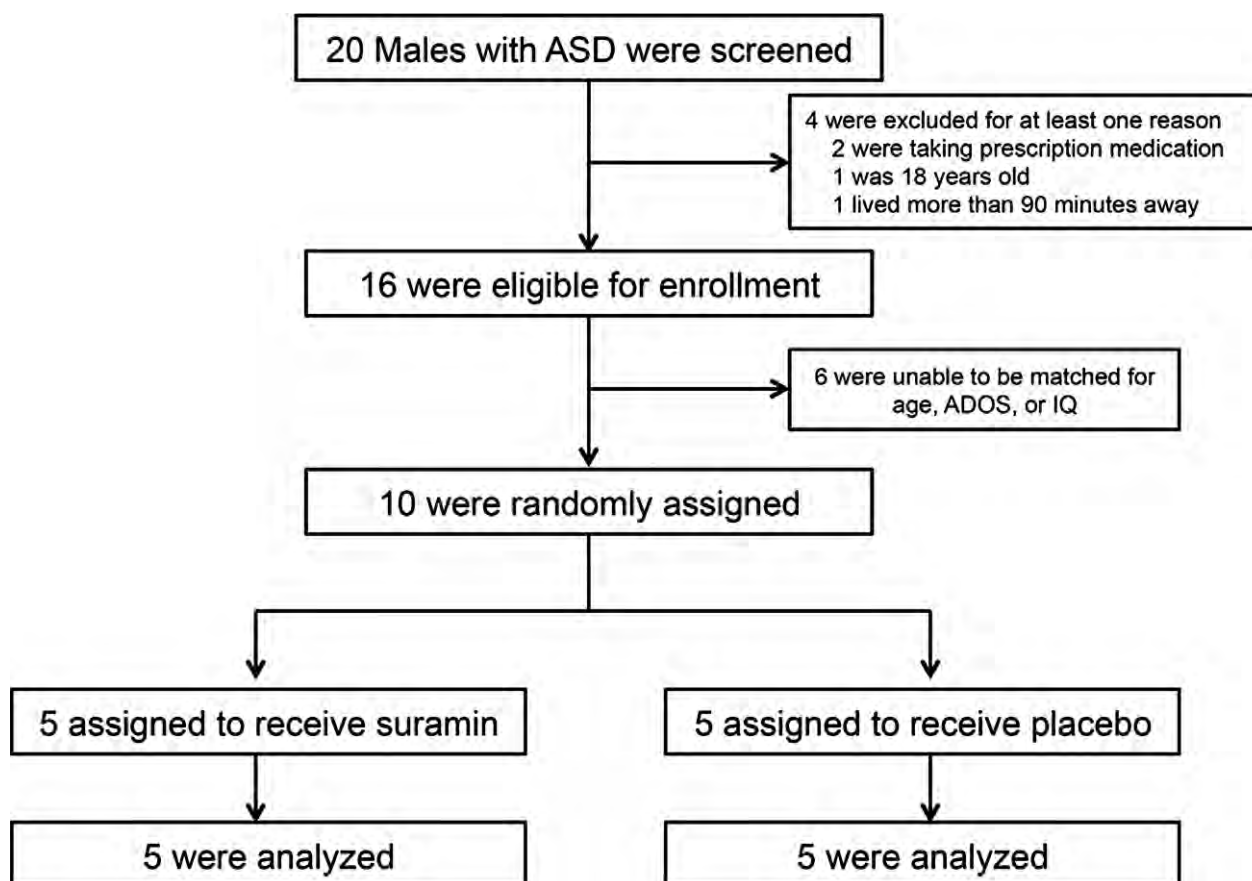 20 Males with ASD were screened
4 were excluded for at least one reason
2 were taking prescription medication
1 was 18 years old
1 lived more than 90 minutes away
16 were eligible for enrollment
6 were unable to be matched for
age, ADOS, or IQ
10 were randomly assigned
5 assigned to receive suramin
5 assigned to receive placebo
5 were analyzed
5 were analyzed